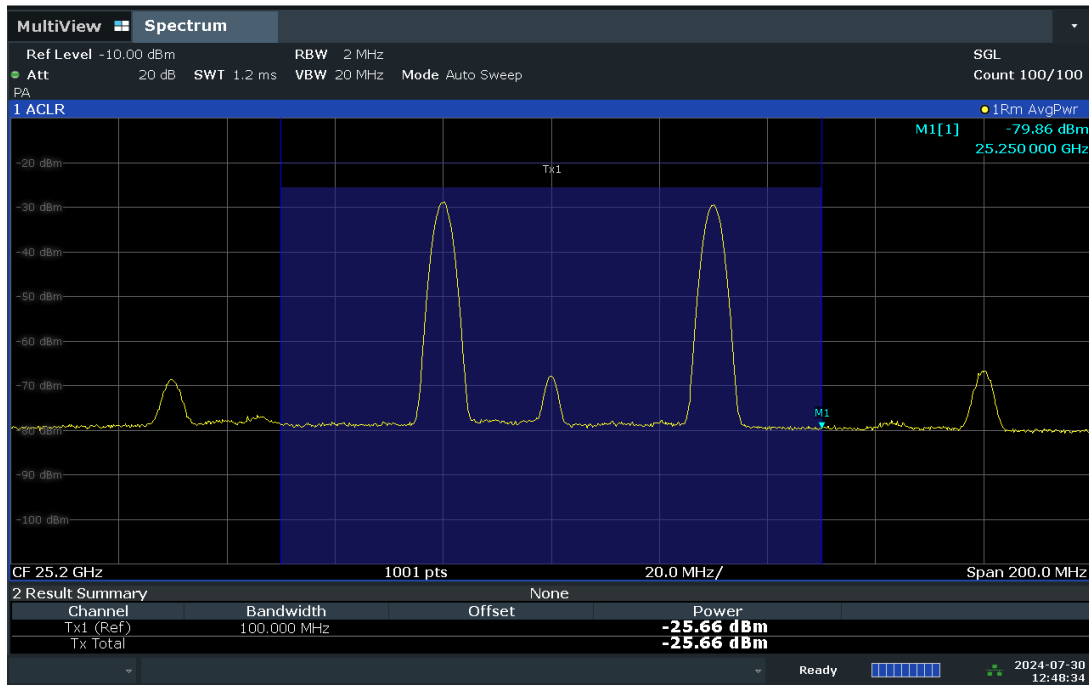 MultiView Spectrum
Ref Level -10.00 dBm RBW 2 MHz SGL
Att 20 dB SWT 1.2 ms VBW 20 MHz Mode Auto Sweep Count 100/100
PA
1 ACLR 1Rm AvgPwr
M1[1] -79.86 dBm
25.250 000 GHz
-20 dBm
Tx1
-30 dBm
-40 dBm
-50 dBm
-60 dBm
-70 dBm
M1
-80 dBm
-90 dBm
-100 dBm
CF 25.2 GHz 1001 pts 20.0 MHz/ Span 200.0 MHz
2 Result Summary None
Channel Bandwidth Offset Power
Tx1 (Ref) 100.000 MHz -25.66 dBm
Tx Total -25.66 dBm
Ready 2024-07-30
12:48:34